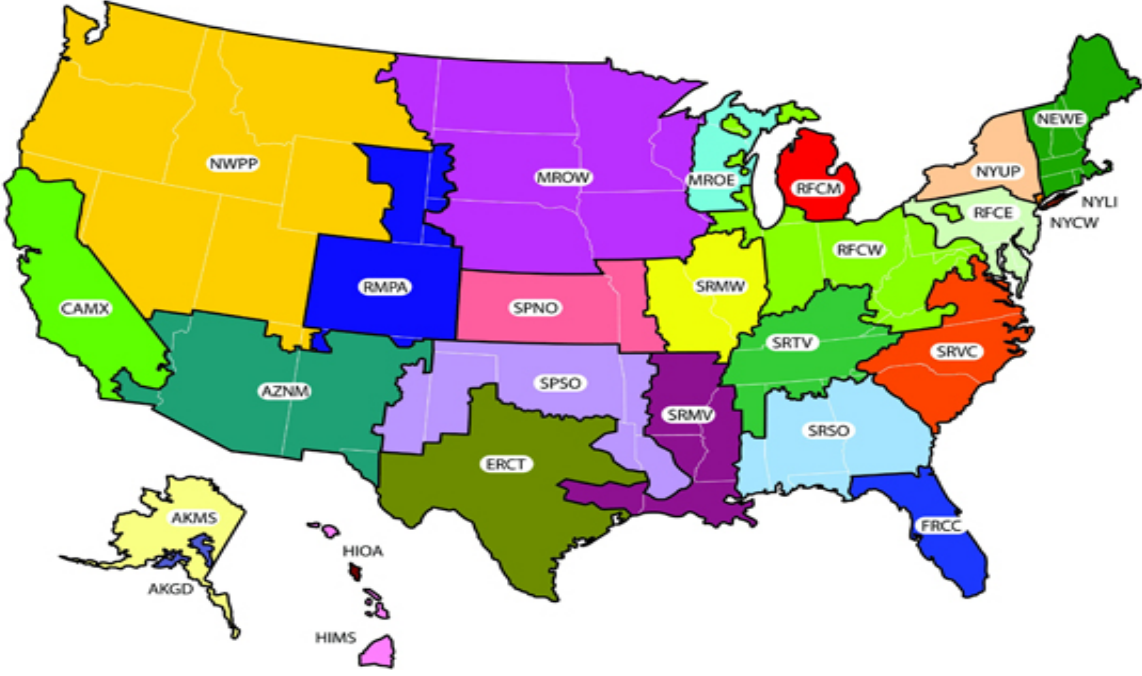 NEWE
NWPP
MROW
MROE
RFCM
NYUP
NYLI
RFCE
NYCW
RFCW
CAMX
RMPA
SPNO
SRMW
SRTV
SRVC
AZNM
SPSO
SRMV
SRSO
ERCT
AKMS
FRCC
HIOA
AKGD
HIMS